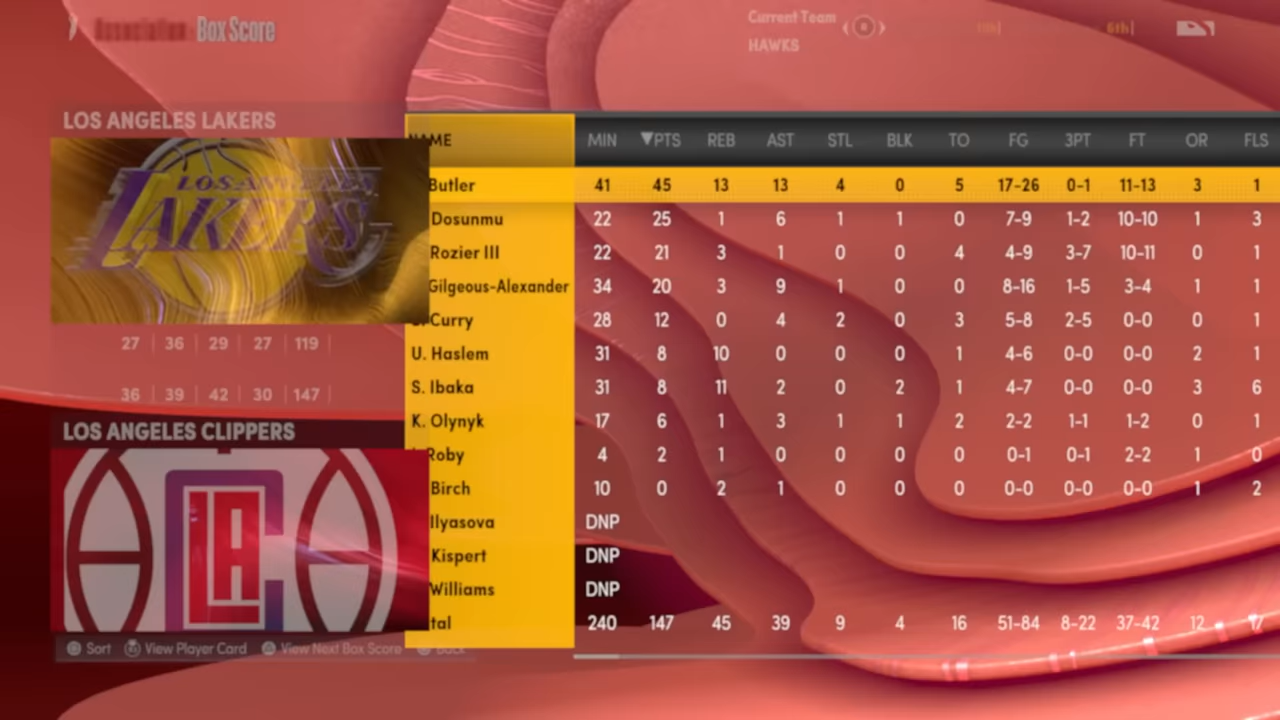 Association Box Score
Current Team
HAWKS
6th
LOS ANGELES LAKERS
LOS ANGELES
LAKERS
27 36 29 27 119
36 39 42 30 147
LOS ANGELES CLIPPERS
LA
NAME MIN ▼PTS REB AST STL BLK TO FG 3PT FT OR FLS
Butler 41 45 13 13 4 0 5 17-26 0-1 11-13 3 1
Dosunmu 22 25 1 6 1 1 0 7-9 1-2 10-10 1 3
Rozier III 22 21 3 1 0 0 4 4-9 3-7 10-11 0 1
Gilgeous-Alexander 34 20 3 9 1 0 0 8-16 1-5 3-4 1 1
Curry 28 12 0 4 2 0 3 5-8 2-5 0-0 0 1
U. Haslem 31 8 10 0 0 0 1 4-6 0-0 0-0 2 1
S. Ibaka 31 8 11 2 0 2 1 4-7 0-0 0-0 3 6
K. Olynyk 17 6 1 3 1 1 2 2-2 1-1 1-2 0 1
Roby 4 2 1 0 0 0 0 0-1 0-1 2-2 1 0
Birch 10 0 2 1 0 0 0 0-0 0-0 0-0 1 2
Ilyasova DNP
Kispert DNP
Williams DNP
tal 240 147 45 39 9 4 16 51-84 8-22 37-42 12 17
Sort View Player Card View Next Box Score Back